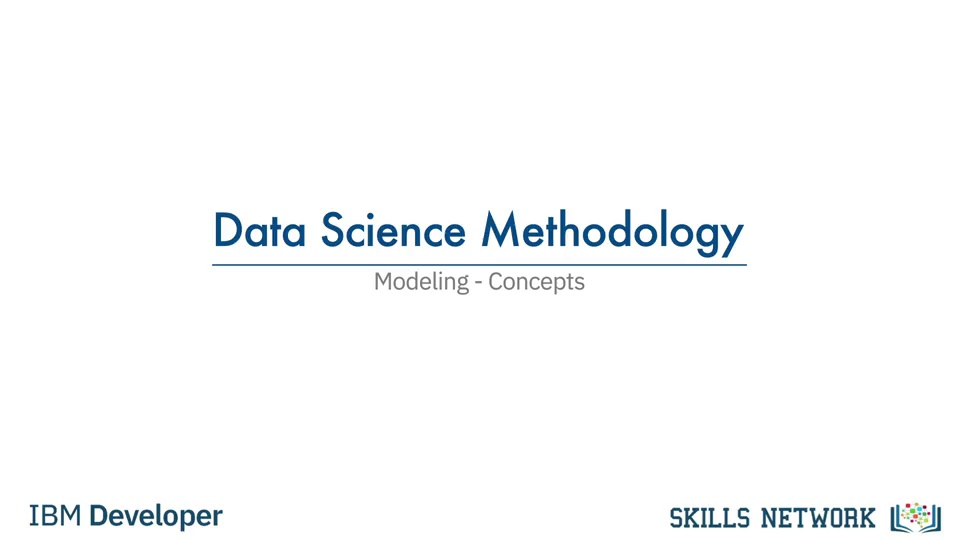 Data Science Methodology
Modeling - Concepts
IBM Developer
SKILLS NETWORK